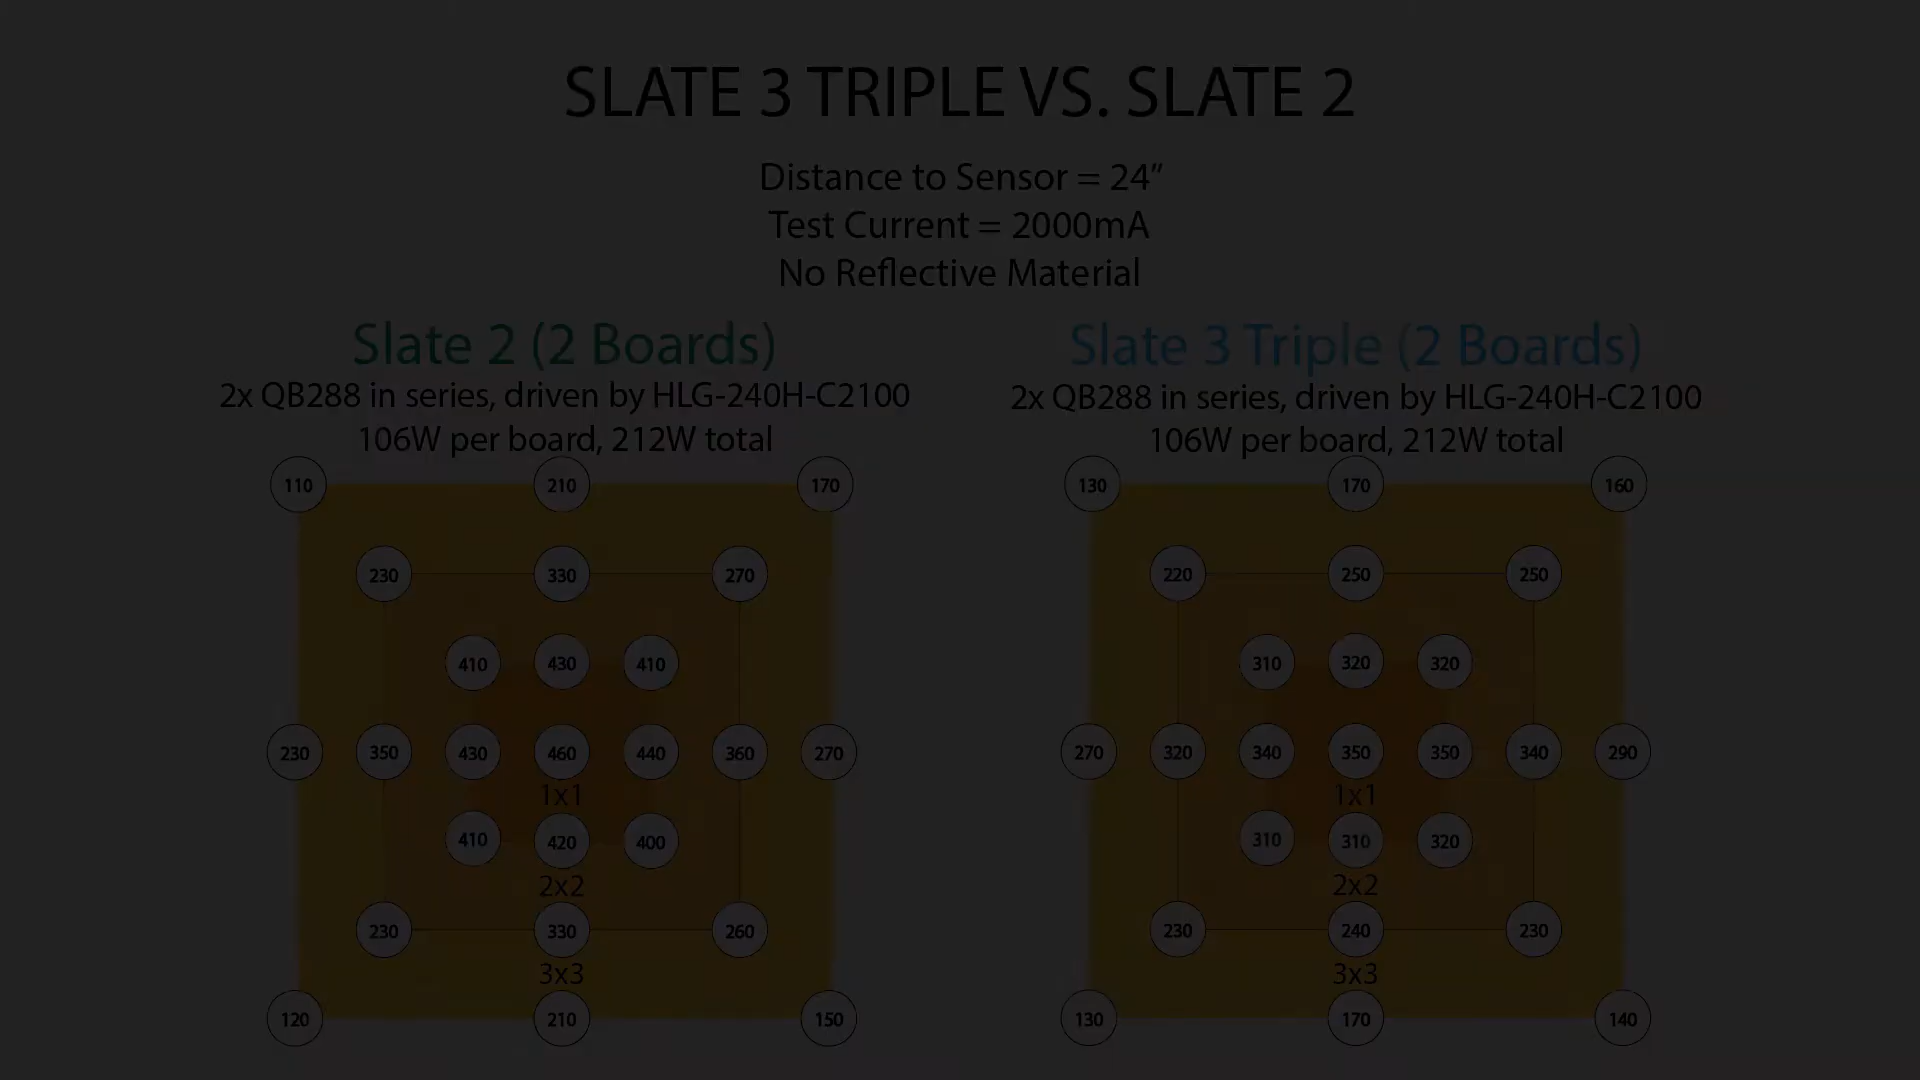 SLATE 3 TRIPLE VS. SLATE 2
Distance to Sensor = 24”
Test Current = 2000mA
No Reflective Material
Slate 2 (2 Boards)
2x QB288 in series, driven by HLG-240H-C2100
106W per board, 212W total
110 210 170
230 330 270
410 430 410
230 350 430 460 440 360 270
1x1
410 420 400
2x2
230 330 260
3x3
120 210 150
Slate 3 Triple (2 Boards)
2x QB288 in series, driven by HLG-240H-C2100
106W per board, 212W total
130 170 160
220 250 250
310 320 320
270 320 340 350 350 340 290
1x1
310 310 320
2x2
230 240 230
3x3
130 170 140